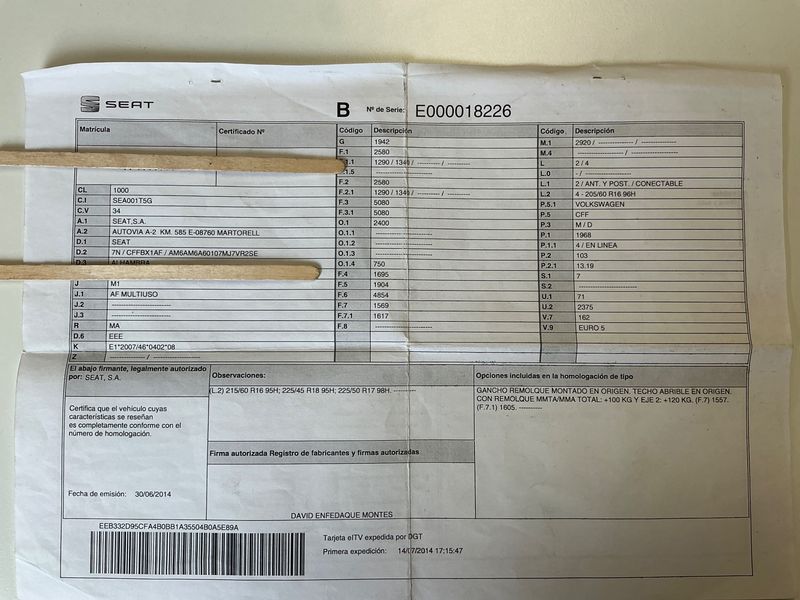 SEAT
B Nº de Serie: E000018226
Matrícula Certificado Nº
CL 1000
C.I SEA001T5G
C.V 34
A.1 SEAT,S.A.
A.2 AUTOVIA A-2 KM. 585 E-08760 MARTORELL
D.1 SEAT
D.2 7N / CFFBX1AF / AM6AM6A60107MJ7VR2SE
D.3 ALHAMBRA
J M1
J.1 AF MULTIUSO
J.2 --------------------
J.3 --------------------
R MA
D.6 EEE
K E1*2007/46*0402*08
Z ---------- / ----------
Código Descripción
G 1942
F.1 2580
1.1 1290 / 1340 / ---------- / ----------
1.5 --------------------
F.2 2580
F.2.1 1290 / 1340 / ---------- / ----------
F.3 5080
F.3.1 5080
O.1 2400
O.1.1 --------------------
O.1.2 --------------------
O.1.3 --------------------
O.1.4 750
F.4 1695
F.5 1904
F.6 4854
F.7 1569
F.7.1 1617
F.8 --------------------
Código Descripción
M.1 2920 / --------------- / ---------------
M.4 --------------- / ---------------
L 2 / 4
L.0 - / ---------------
L.1 2 / ANT. Y POST. / CONECTABLE
L.2 4 - 205/60 R16 96H
P.5.1 VOLKSWAGEN
P.5 CFF
P.3 M / D
P.1 1968
P.1.1 4 / EN LINEA
P.2 103
P.2.1 13.19
S.1 7
S.2 --------------------
U.1 71
U.2 2375
V.7 162
V.9 EURO 5
El abajo firmante, legalmente autorizado
por: SEAT, S.A.
Certifica que el vehículo cuyas
características se reseñan
es completamente conforme con el
número de homologación.
Fecha de emisión: 30/06/2014
Observaciones:
(L.2) 215/60 R16 95H; 225/45 R18 95H; 225/50 R17 98H. ----------
Firma autorizada Registro de fabricantes y firmas autorizadas
DAVID ENFEDAQUE MONTES
Opciones incluidas en la homologación de tipo
GANCHO REMOLQUE MONTADO EN ORIGEN. TECHO ABRIBLE EN ORIGEN.
CON REMOLQUE MMTA/MMA TOTAL: +100 KG Y EJE 2: +120 KG. (F.7) 1557.
(F.7.1) 1605. ----------
EEB332D95CFA4B0BB1A35504B0A5E89A
Tarjeta eITV expedida por DGT
Primera expedición: 14/07/2014 17:15:47